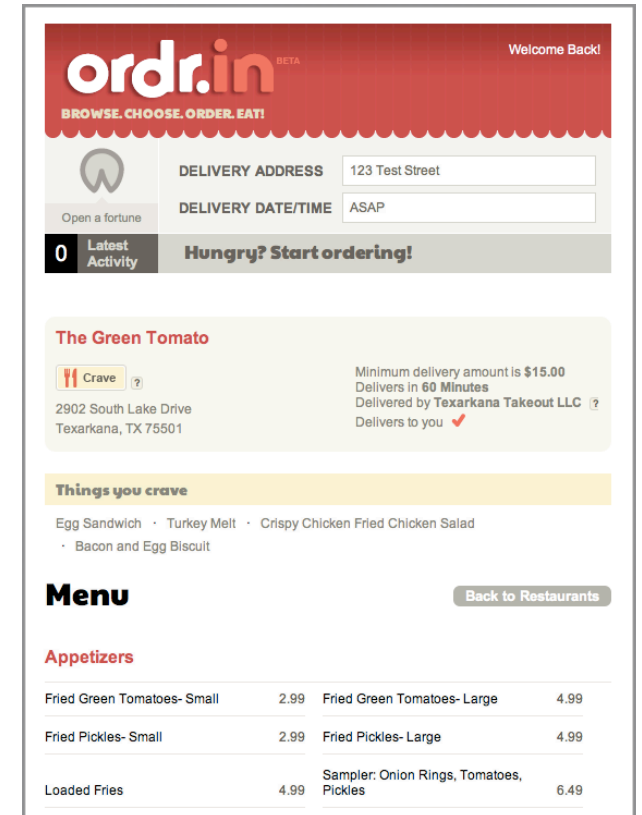 Welcome Back!
ordr.in BETA
BROWSE. CHOOSE. ORDER. EAT!
DELIVERY ADDRESS 123 Test Street
DELIVERY DATE/TIME ASAP
Open a fortune
0 Latest Activity Hungry? Start ordering!
The Green Tomato
Crave ?
2902 South Lake Drive
Texarkana, TX 75501
Minimum delivery amount is $15.00
Delivers in 60 Minutes
Delivered by Texarkana Takeout LLC ?
Delivers to you
Things you crave
Egg Sandwich · Turkey Melt · Crispy Chicken Fried Chicken Salad
· Bacon and Egg Biscuit
Menu Back to Restaurants
Appetizers
Fried Green Tomatoes- Small 2.99 Fried Green Tomatoes- Large 4.99
Fried Pickles- Small 2.99 Fried Pickles- Large 4.99
Loaded Fries 4.99 Sampler: Onion Rings, Tomatoes, Pickles 6.49